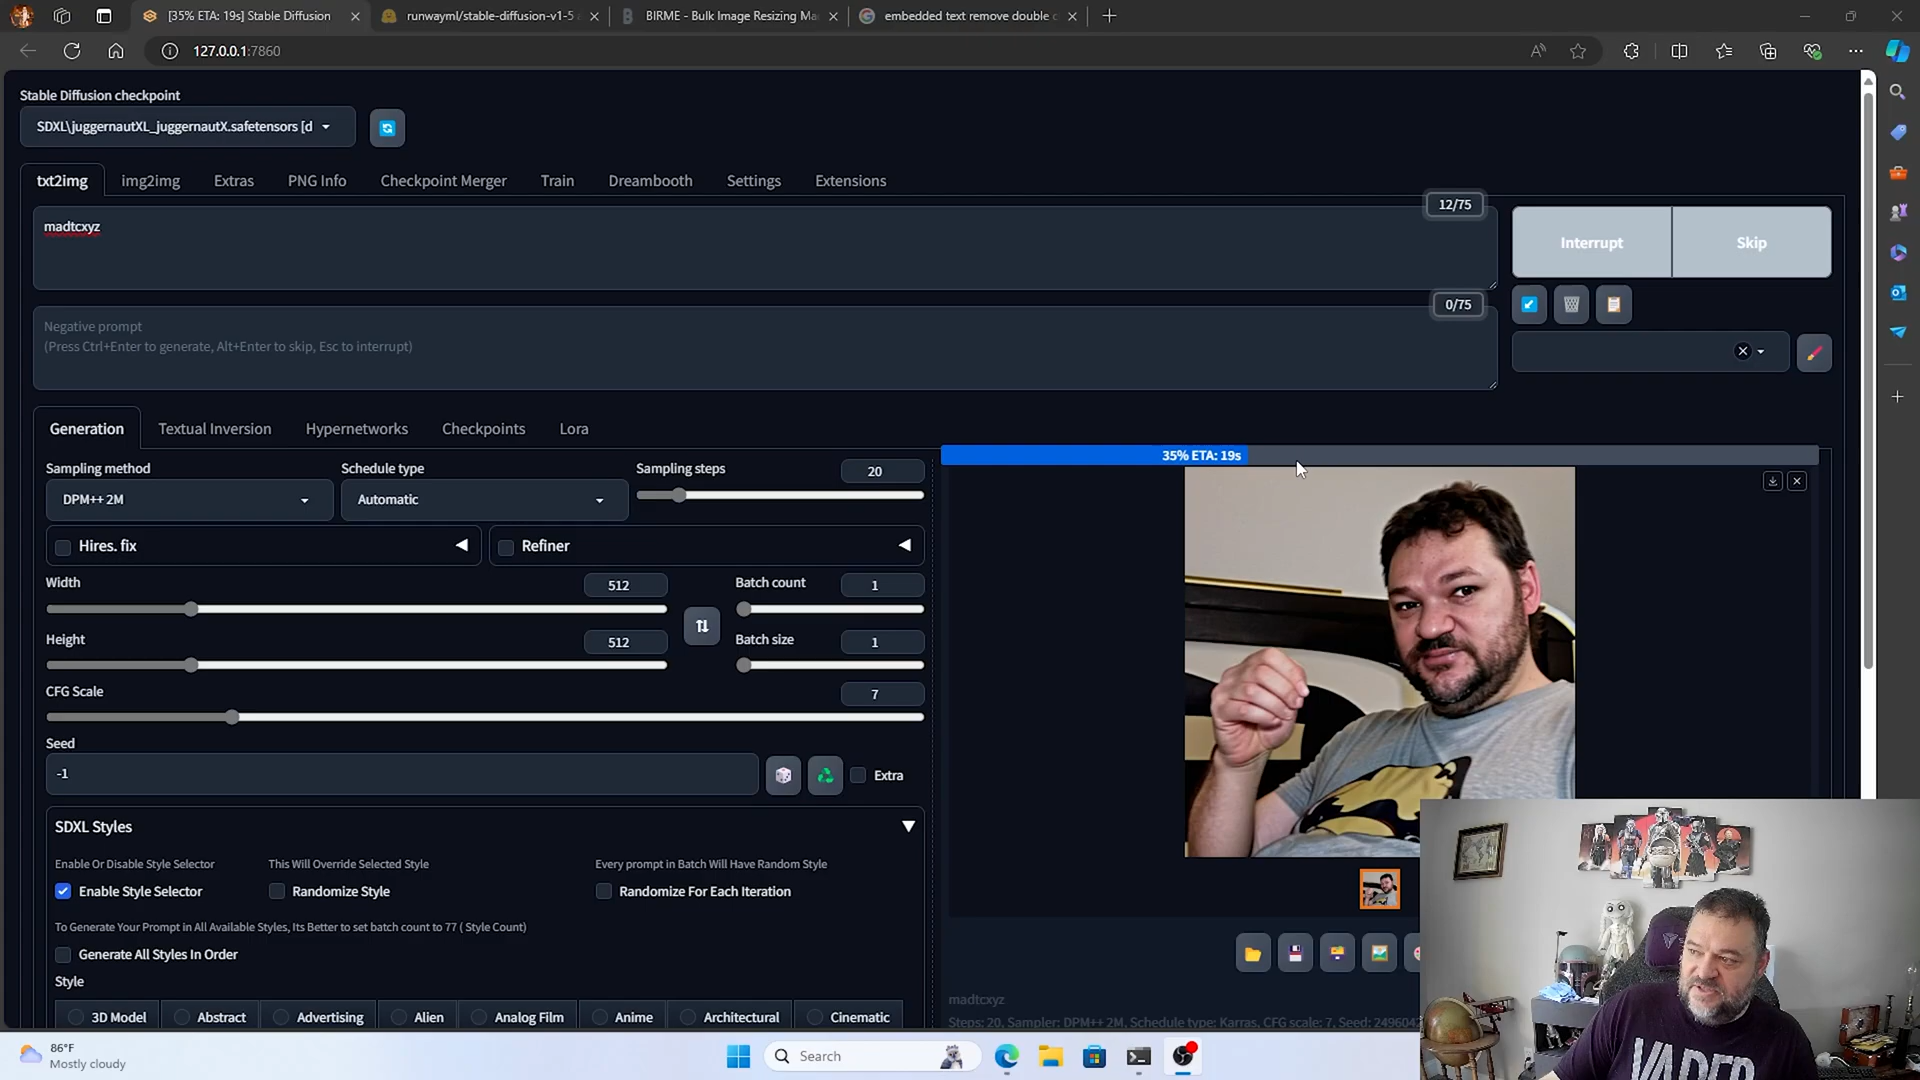 [35% ETA: 19s] Stable Diffusion
runwayml/stable-diffusion-v1-5
BIRME - Bulk Image Resizing Ma
embedded text remove double
127.0.0.1:7860
Stable Diffusion checkpoint
SDXL\juggernautXL_juggernautX.safetensors [d
txt2img
img2img
Extras
PNG Info
Checkpoint Merger
Train
Dreambooth
Settings
Extensions
12/75
madtcxyz
Interrupt
Skip
0/75
Negative prompt
(Press Ctrl+Enter to generate, Alt+Enter to skip, Esc to interrupt)
Generation
Textual Inversion
Hypernetworks
Checkpoints
Lora
Sampling method
Schedule type
Sampling steps
20
DPM++ 2M
Automatic
35% ETA: 19s
Hires. fix
Refiner
Width
512
Batch count
1
Height
512
Batch size
1
CFG Scale
7
Seed
-1
Extra
SDXL Styles
Enable Or Disable Style Selector
This Will Override Selected Style
Every prompt in Batch Will Have Random Style
Enable Style Selector
Randomize Style
Randomize For Each Iteration
To Generate Your Prompt in All Available Styles, Its Better to set batch count to 77 ( Style Count)
Generate All Styles In Order
Style
3D Model
Abstract
Advertising
Alien
Analog Film
Anime
Architectural
Cinematic
madtcxyz
Steps: 20, Sampler: DPM++ 2M, Schedule type: Karras, CFG scale: 7, Seed: 2496042
86°F
Mostly cloudy
Search
VADER